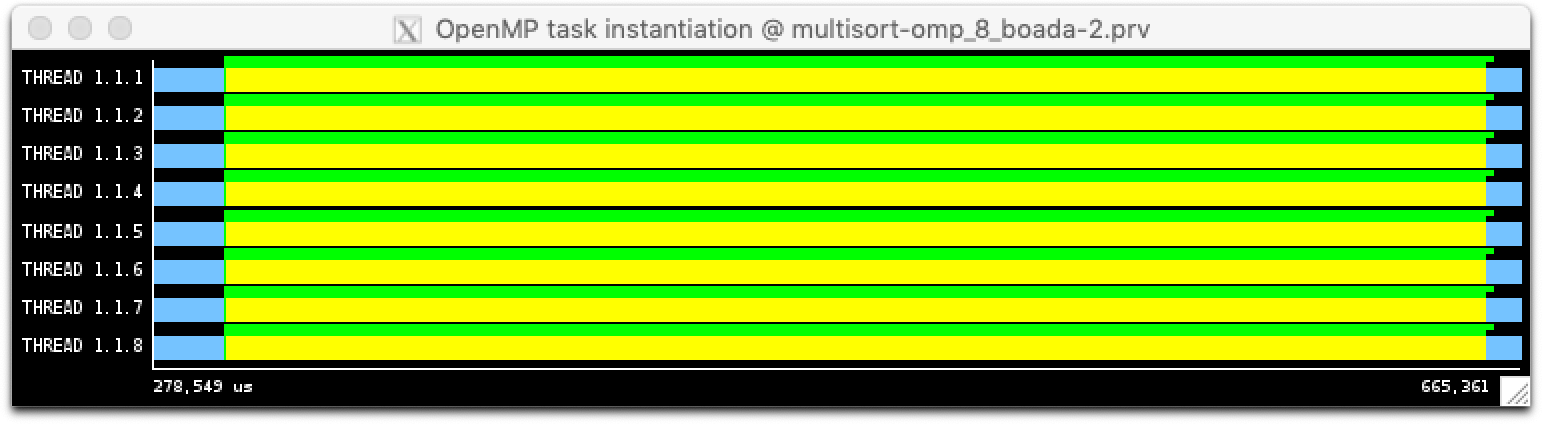 OpenMP task instantiation @ multisort-omp_8_boada-2.prv
THREAD 1.1.1
THREAD 1.1.2
THREAD 1.1.3
THREAD 1.1.4
THREAD 1.1.5
THREAD 1.1.6
THREAD 1.1.7
THREAD 1.1.8
278,549 us 665,361